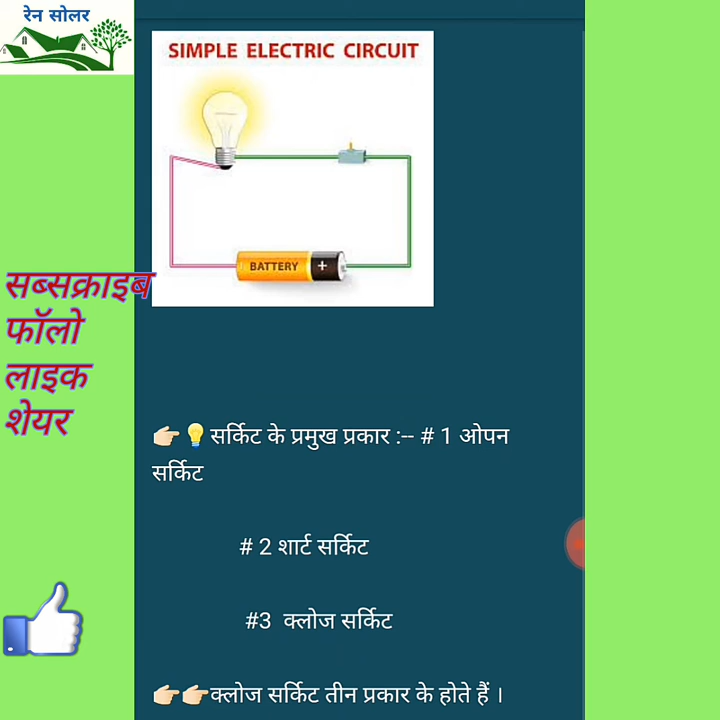 रेन सोलर
SIMPLE ELECTRIC CIRCUIT
BATTERY +
सब्सक्राइब
फॉलो
लाइक
शेयर
👉💡सर्किट के प्रमुख प्रकार :-- # 1 ओपन
सर्किट
# 2 शार्ट सर्किट
#3 क्लोज सर्किट
👉👉क्लोज सर्किट तीन प्रकार के होते हैं ।